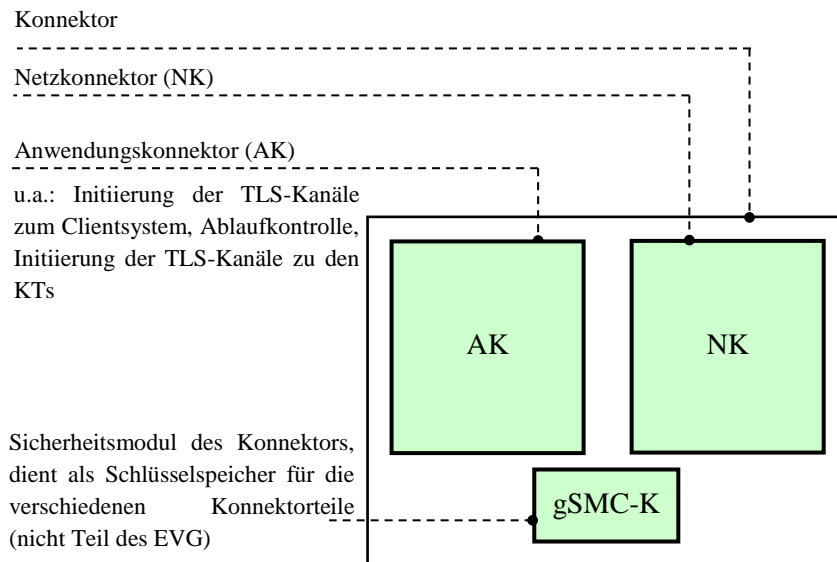 Konnektor
Netzkonnektor (NK)
Anwendungskonnektor (AK)
u.a.: Initiierung der TLS-Kanäle
zum Clientsystem, Ablaufkontrolle,
Initiierung der TLS-Kanäle zu den
KTs
AK
NK
Sicherheitsmodul des Konnektors,
dient als Schlüsselspeicher für die
verschiedenen Konnektorteile
(nicht Teil des EVG)
gSMC-K